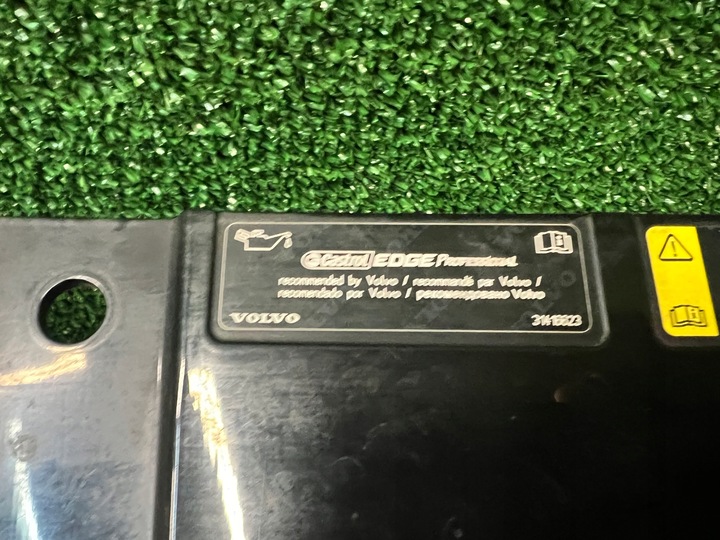 Castrol EDGE PROFESSIONAL
recommended by Volvo / recommandé par Volvo /
recomendado por Volvo / рекомендовано Volvo
VOLVO
31416823